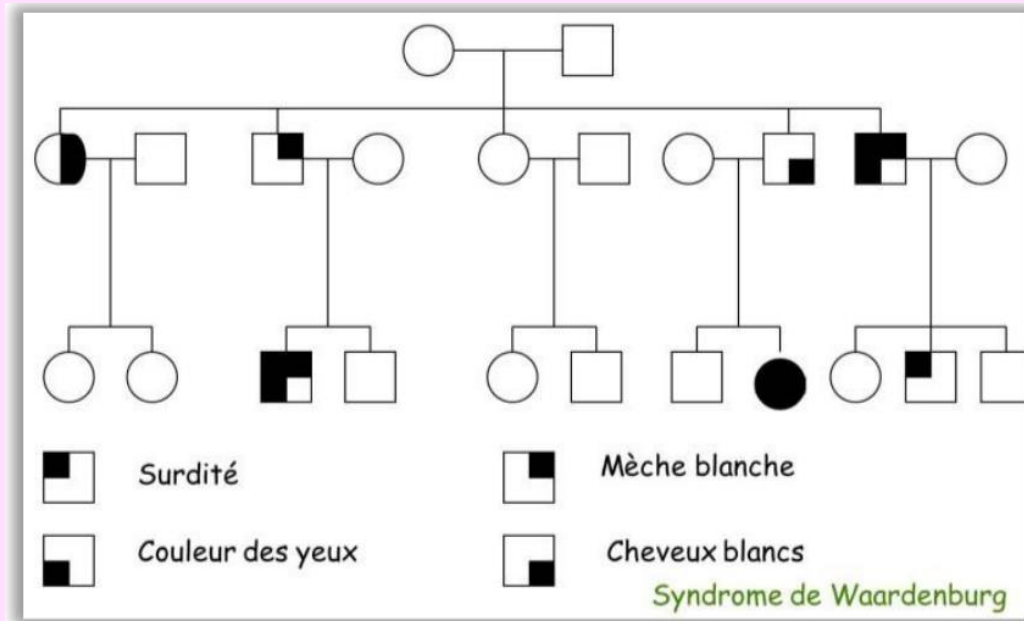 Surdité
Mèche blanche
Couleur des yeux
Cheveux blancs
Syndrome de Waardenburg